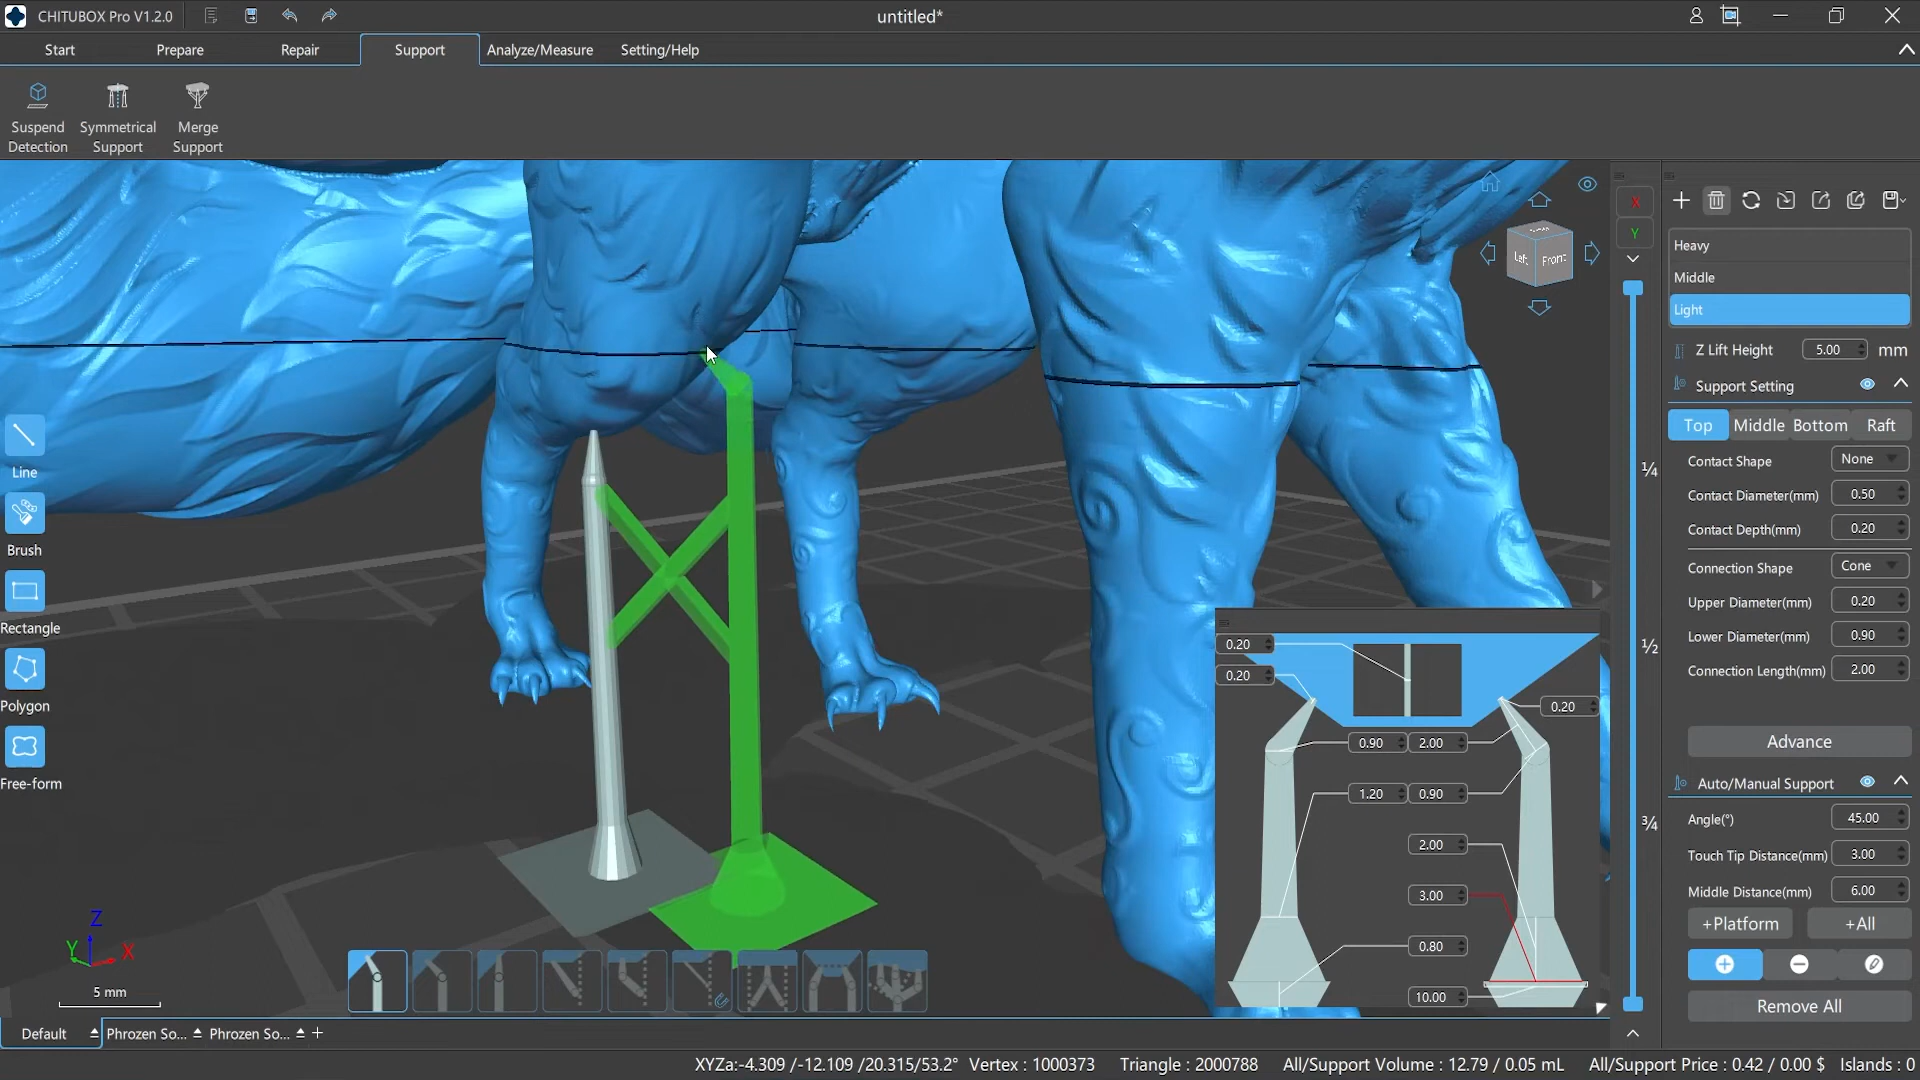 CHITUBOX Pro V1.2.0
untitled*
Start Prepare Repair Support Analyze/Measure Setting/Help
Suspend Detection
Symmetrical Support
Merge Support
X
Y
Left Front
Line
Brush
Rectangle
Polygon
Free-form
Z
Y X
5 mm
1/4
1/2
3/4
Heavy
Middle
Light
Z Lift Height 5.00 mm
Support Setting
Top Middle Bottom Raft
Contact Shape None
Contact Diameter(mm) 0.50
Contact Depth(mm) 0.20
Connection Shape Cone
Upper Diameter(mm) 0.20
Lower Diameter(mm) 0.90
Connection Length(mm) 2.00
Advance
Auto/Manual Support
Angle(°) 45.00
Touch Tip Distance(mm) 3.00
Middle Distance(mm) 6.00
+Platform +All
Remove All
0.20
0.20
0.20
0.90 2.00
1.20 0.90
2.00
3.00
0.80
10.00
Default Phrozen So... Phrozen So... +
XYZa:-4.309 /-12.109 /20.315/53.2° Vertex : 1000373 Triangle : 2000788 All/Support Volume : 12.79 / 0.05 mL All/Support Price : 0.42 / 0.00 $ Islands : 0